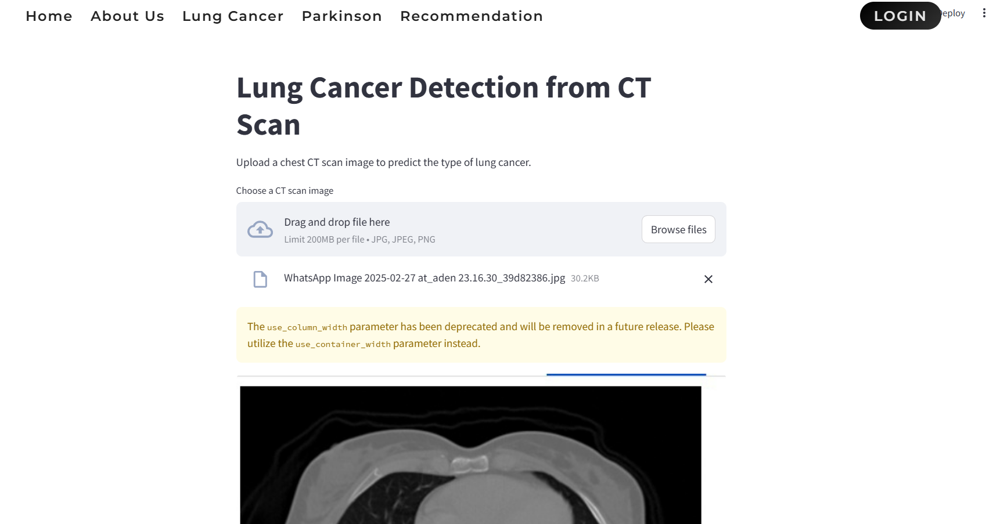 Home About Us Lung Cancer Parkinson Recommendation LOGIN eploy
Lung Cancer Detection from CT
Scan
Upload a chest CT scan image to predict the type of lung cancer.
Choose a CT scan image
Drag and drop file here
Limit 200MB per file • JPG, JPEG, PNG
Browse files
WhatsApp Image 2025-02-27 at_aden 23.16.30_39d82386.jpg 30.2KB
The use_column_width parameter has been deprecated and will be removed in a future release. Please
utilize the use_container_width parameter instead.